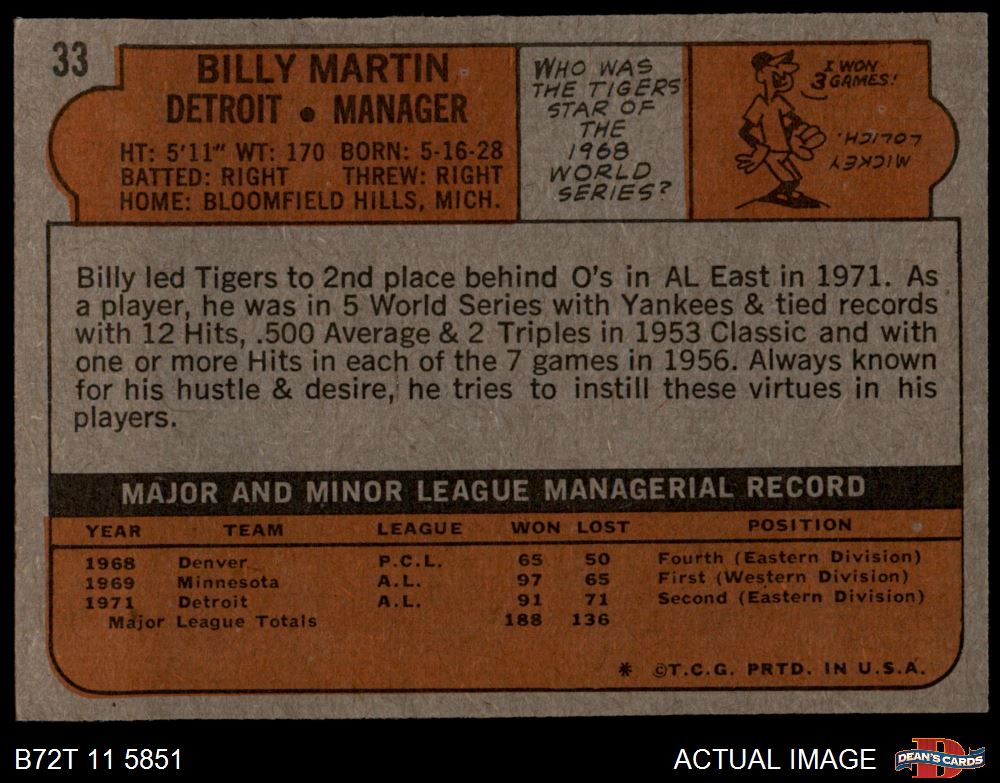 33
BILLY MARTIN
DETROIT • MANAGER
HT: 5'11" WT: 170 BORN: 5-16-28
BATTED: RIGHT THREW: RIGHT
HOME: BLOOMFIELD HILLS, MICH.
WHO WAS
THE TIGERS
STAR OF
THE
1968
WORLD
SERIES?
I WON
3 GAMES!
MICKEY
LOLICH.
Billy led Tigers to 2nd place behind O's in AL East in 1971. As
a player, he was in 5 World Series with Yankees & tied records
with 12 Hits, .500 Average & 2 Triples in 1953 Classic and with
one or more Hits in each of the 7 games in 1956. Always known
for his hustle & desire, he tries to instill these virtues in his
players.
MAJOR AND MINOR LEAGUE MANAGERIAL RECORD
YEAR TEAM LEAGUE WON LOST POSITION
1968 Denver P.C.L. 65 50 Fourth (Eastern Division)
1969 Minnesota A.L. 97 65 First (Western Division)
1971 Detroit A.L. 91 71 Second (Eastern Division)
Major League Totals 188 136
* ©T.C.G. PRTD. IN U.S.A.
B72T 11 5851
ACTUAL IMAGE
D
DEAN'S CARDS